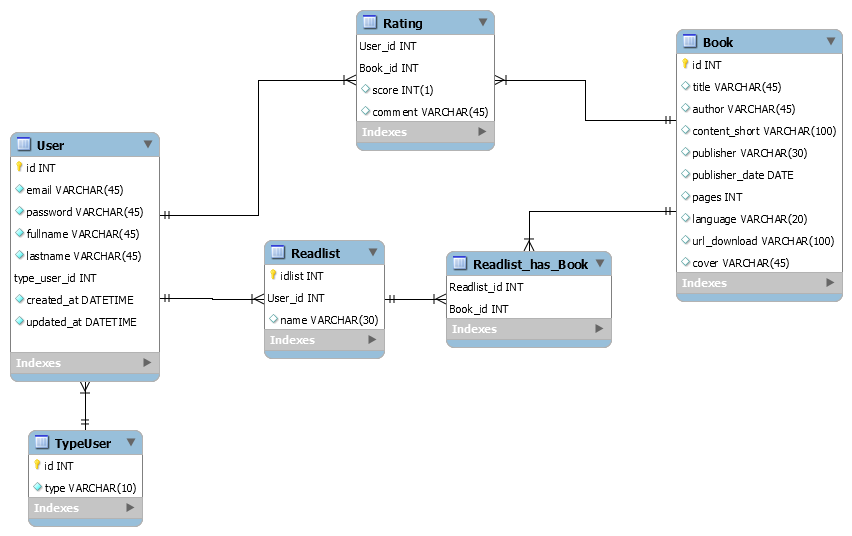 Rating
User_id INT
Book_id INT
score INT(1)
comment VARCHAR(45)
Indexes
Book
id INT
title VARCHAR(45)
author VARCHAR(45)
content_short VARCHAR(100)
publisher VARCHAR(30)
publisher_date DATE
pages INT
language VARCHAR(20)
url_download VARCHAR(100)
cover VARCHAR(45)
Indexes
User
id INT
email VARCHAR(45)
password VARCHAR(45)
fullname VARCHAR(45)
lastname VARCHAR(45)
type_user_id INT
created_at DATETIME
updated_at DATETIME
Indexes
Readlist
idlist INT
User_id INT
name VARCHAR(30)
Indexes
Readlist_has_Book
Readlist_id INT
Book_id INT
Indexes
TypeUser
id INT
type VARCHAR(10)
Indexes